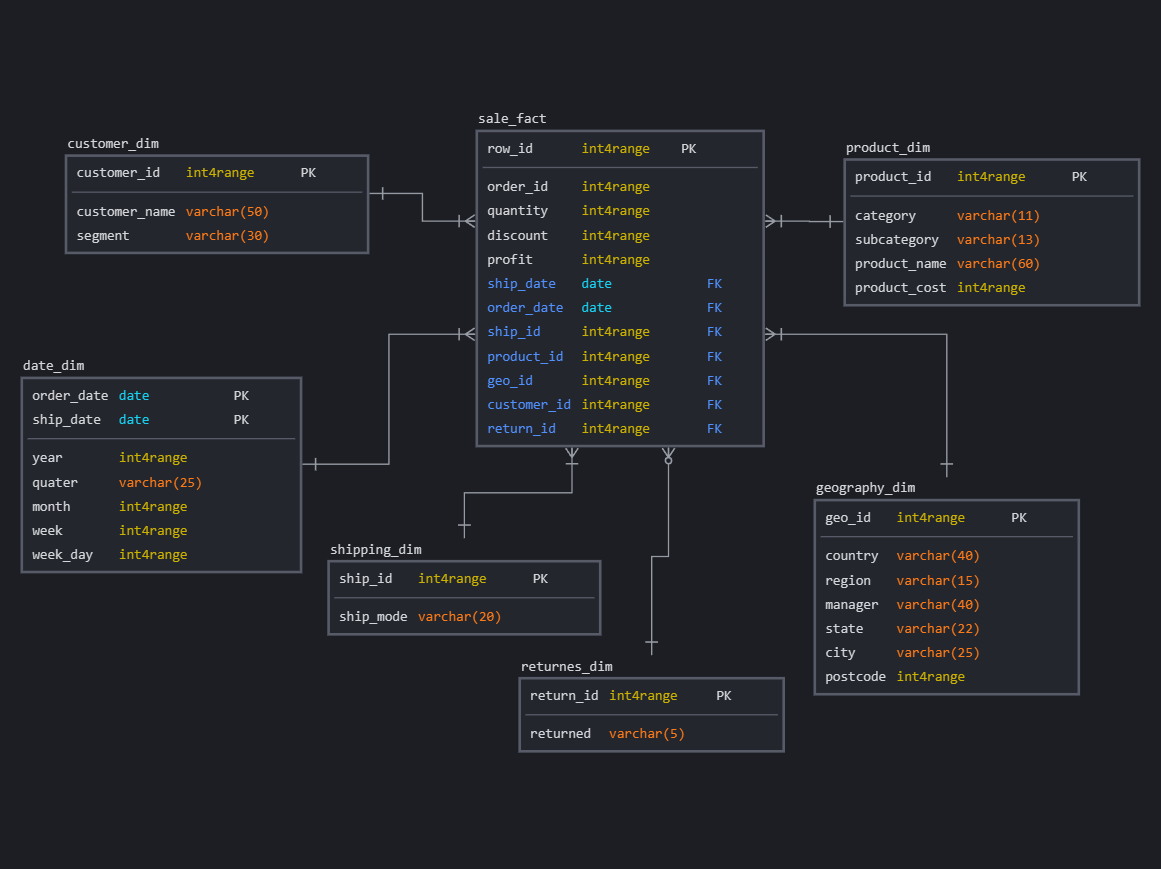 customer_dim
customer_id int4range PK
customer_name varchar(50)
segment varchar(30)
sale_fact
row_id int4range PK
order_id int4range
quantity int4range
discount int4range
profit int4range
ship_date date FK
order_date date FK
ship_id int4range FK
product_id int4range FK
geo_id int4range FK
customer_id int4range FK
return_id int4range FK
product_dim
product_id int4range PK
category varchar(11)
subcategory varchar(13)
product_name varchar(60)
product_cost int4range
date_dim
order_date date PK
ship_date date PK
year int4range
quater varchar(25)
month int4range
week int4range
week_day int4range
shipping_dim
ship_id int4range PK
ship_mode varchar(20)
returnes_dim
return_id int4range PK
returned varchar(5)
geography_dim
geo_id int4range PK
country varchar(40)
region varchar(15)
manager varchar(40)
state varchar(22)
city varchar(25)
postcode int4range